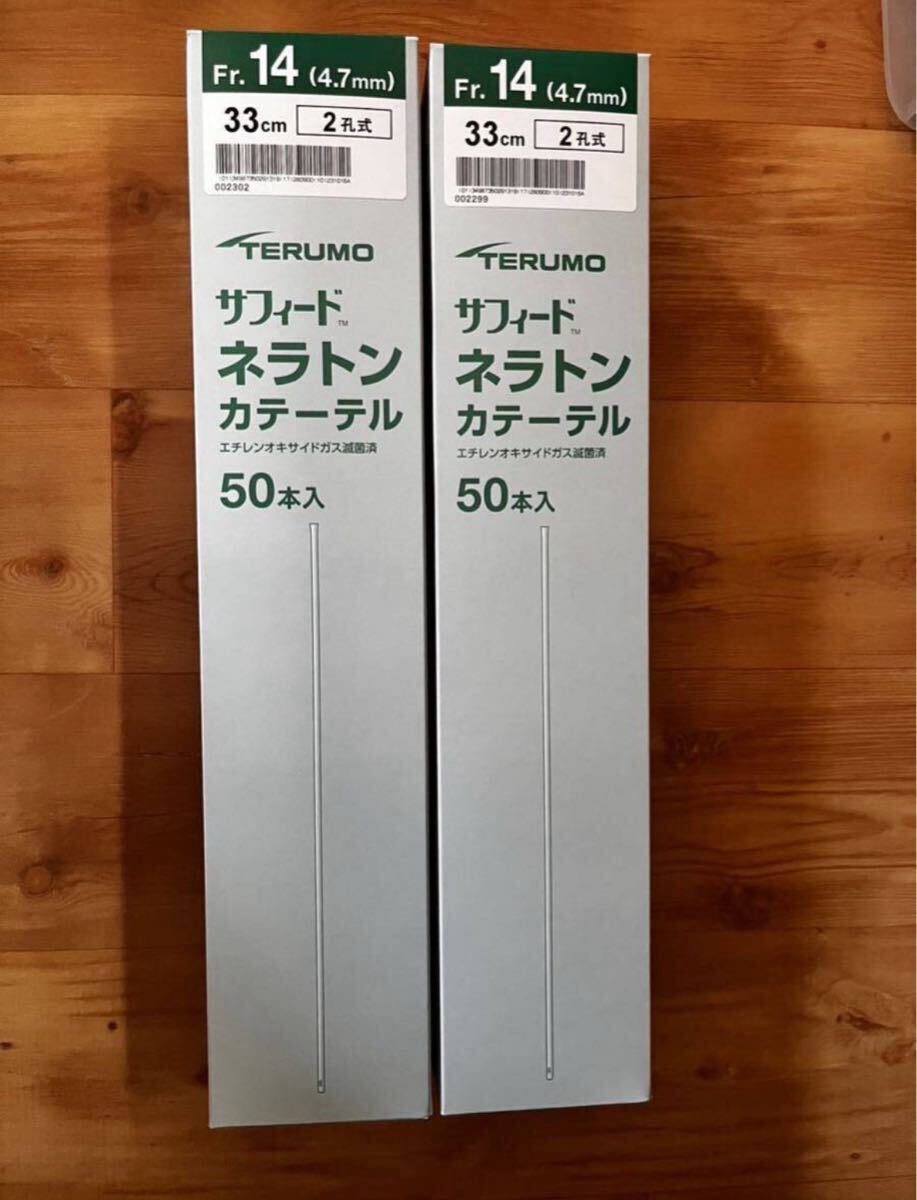 Fr.14 (4.7mm)
33cm 2孔式
002302
TERUMO
サフィード™
ネラトン
カテーテル
エチレンオキサイドガス滅菌済
50本入
Fr.14 (4.7mm)
33cm 2孔式
002299
TERUMO
サフィード™
ネラトン
カテーテル
エチレンオキサイドガス滅菌済
50本入